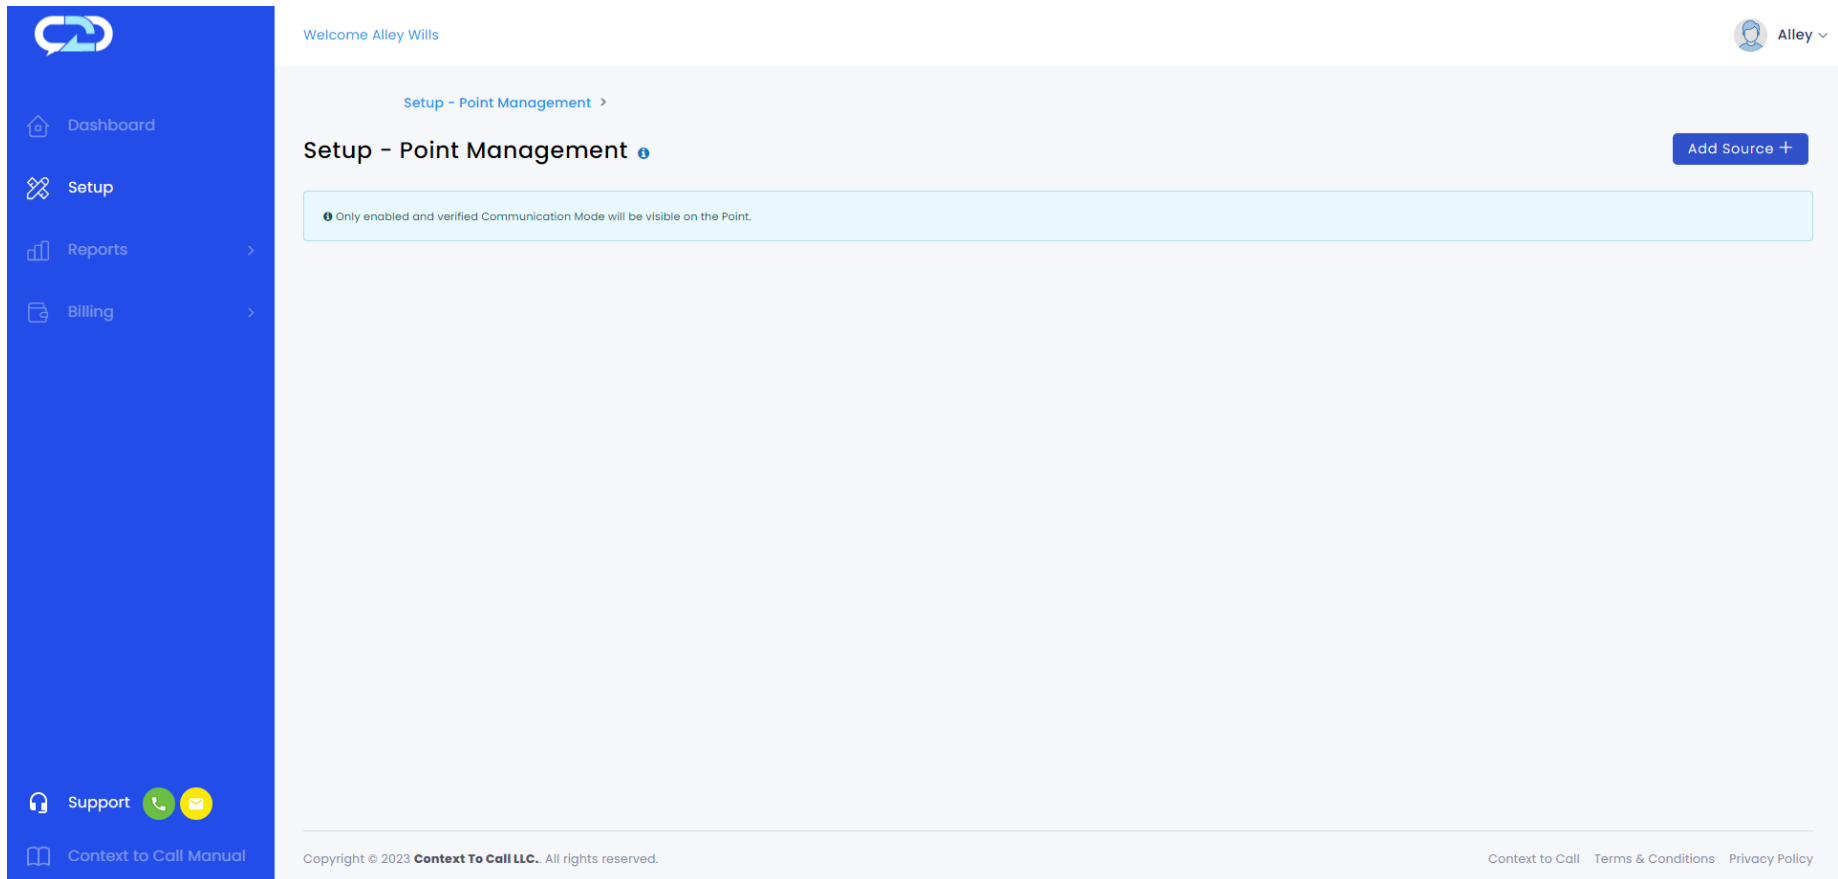 Welcome Alley Wills
Alley
Dashboard
Setup
Reports
Billing
Support
Context to Call Manual
Setup - Point Management >
Setup - Point Management
Add Source +
Only enabled and verified Communication Mode will be visible on the Point.
Copyright © 2023 Context To Call LLC.. All rights reserved.
Context to Call Terms & Conditions Privacy Policy